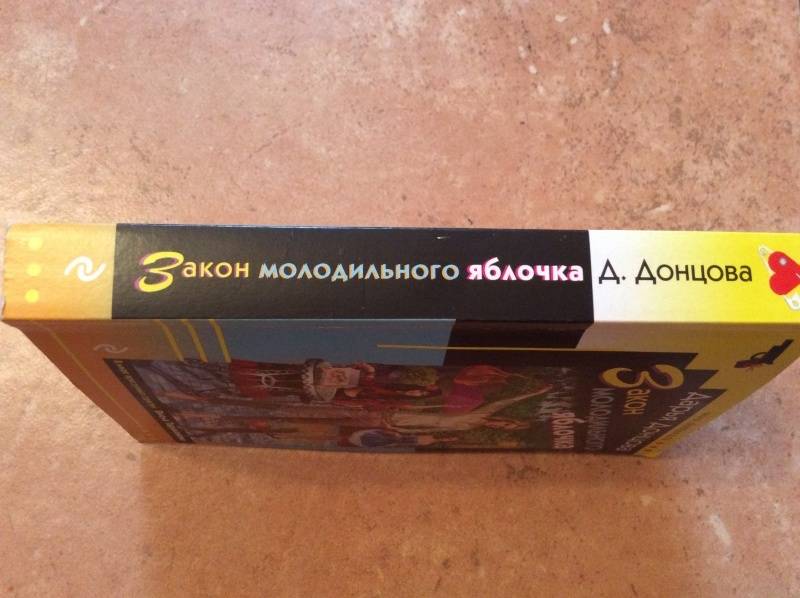 Закон молодильного яблочка Д. Донцова
Дарья Донцова
Закон
молодильного
яблочка